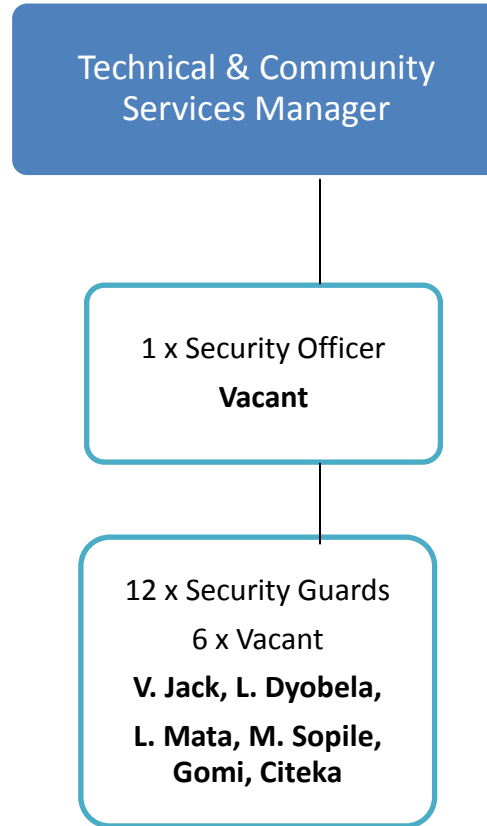 Technical & Community
Services Manager
1 x Security Officer
Vacant
12 x Security Guards
6 x Vacant
V. Jack, L. Dyobela,
L. Mata, M. Sopile,
Gomi, Citeka